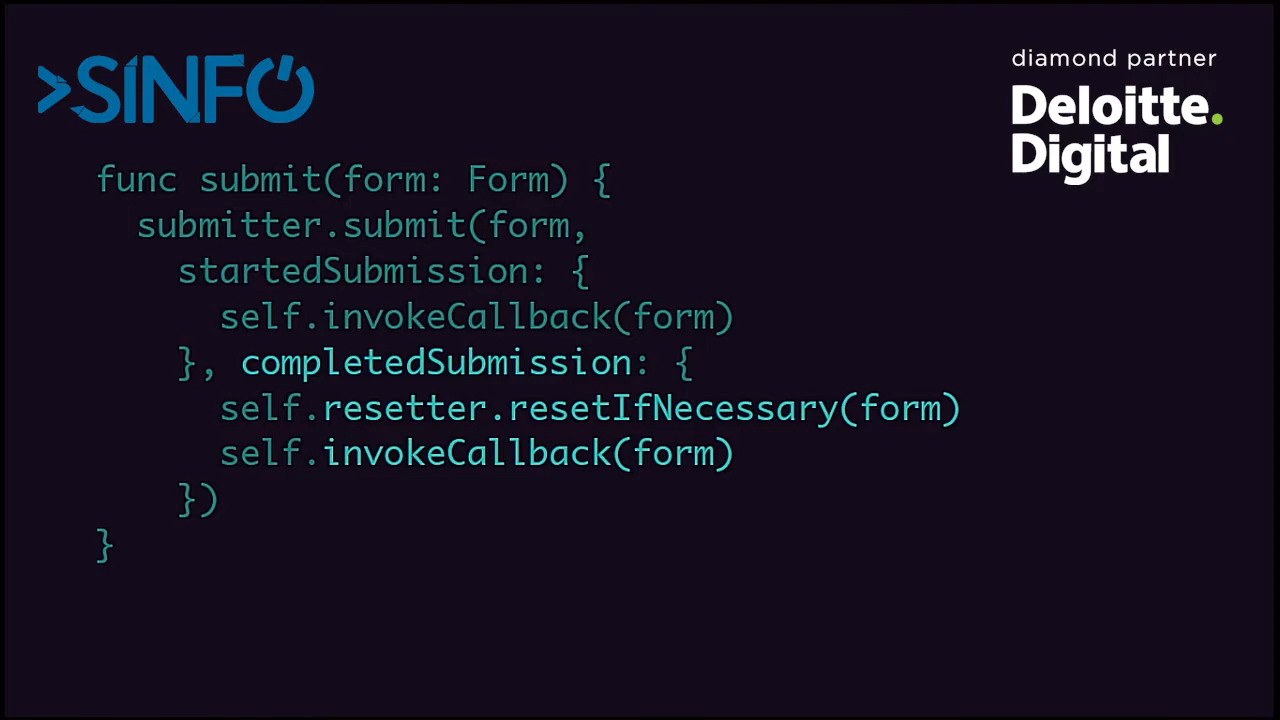 >SINFO
diamond partner
Deloitte.
Digital
func submit(form: Form) {
submitter.submit(form,
startedSubmission: {
self.invokeCallback(form)
}, completedSubmission: {
self.resetter.resetIfNecessary(form)
self.invokeCallback(form)
})
}